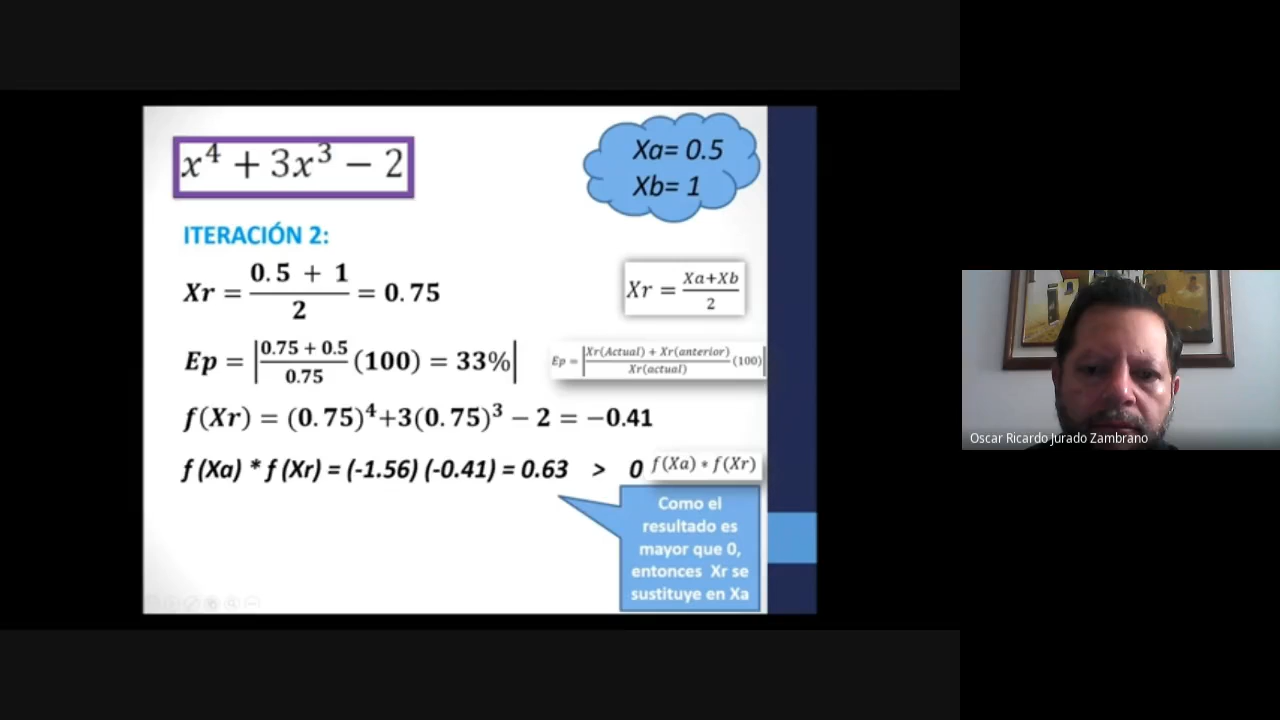 x⁴ + 3x³ − 2
Xa= 0.5
Xb= 1
ITERACIÓN 2:
Xr = (0.5 + 1)/2 = 0.75
Xr = (Xa+Xb)/2
Ep = |(0.75 + 0.5)/0.75 (100) = 33%|
Ep = |(Xr(Actual) + Xr(anterior))/Xr(actual) (100)|
f(Xr) = (0.75)⁴+3(0.75)³ − 2 = −0.41
f (Xa) * f (Xr) = (-1.56) (-0.41) = 0.63 > 0
f(Xa) * f(Xr)
Como el
resultado es
mayor que 0,
entonces Xr se
sustituye en Xa
Oscar Ricardo Jurado Zambrano